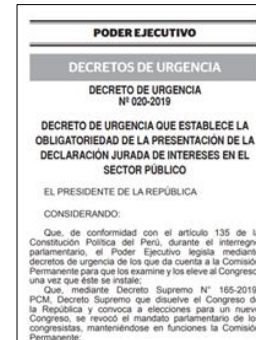 PODER EJECUTIVO
DECRETOS DE URGENCIA
DECRETO DE URGENCIA
Nº 020-2019
DECRETO DE URGENCIA QUE ESTABLECE LA
OBLIGATORIEDAD DE LA PRESENTACIÓN DE LA
DECLARACIÓN JURADA DE INTERESES EN EL
SECTOR PÚBLICO
EL PRESIDENTE DE LA REPÚBLICA
CONSIDERANDO:
Que, de conformidad con el artículo 135 de la
Constitución Política del Perú, durante el interregno
parlamentario, el Poder Ejecutivo legisla mediante
decretos de urgencia de los que da cuenta a la Comisión
Permanente para que los examine y los eleve al Congreso,
una vez que éste se instale;
Que, mediante Decreto Supremo N° 165-2019-
PCM, Decreto Supremo que disuelve el Congreso de
la República y convoca a elecciones para un nuevo
Congreso, se revocó el mandato parlamentario de los
congresistas, manteniéndose en funciones la Comisión
Permanente;